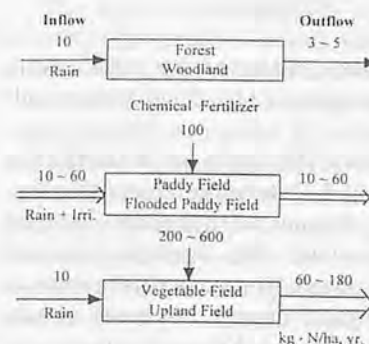 Inflow Outflow
10 3 ~ 5
Forest
Woodland
Rain
Chemical Fertilizer
100
10 ~ 60 10 ~ 60
Paddy Field
Flooded Paddy Field
Rain + Irri.
200 ~ 600
10 60 ~ 180
Vegetable Field
Upland Field
Rain
kg · N/ha, yr.